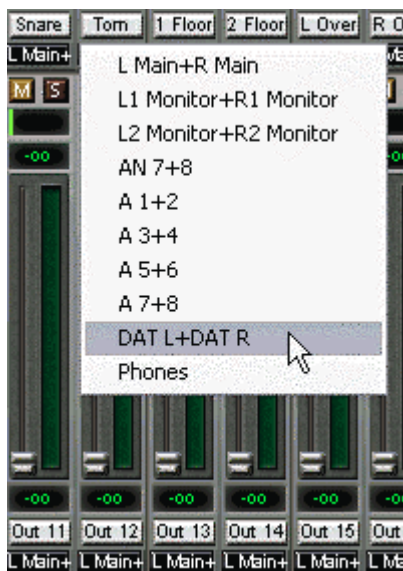 Snare Tom 1 Floor 2 Floor L Over R O
L Main+
L Main+R Main
M S
L1 Monitor+R1 Monitor
L2 Monitor+R2 Monitor
-oo
AN 7+8
A 1+2
A 3+4
A 5+6
A 7+8
DAT L+DAT R
Phones
-oo -oo -oo -oo -oo
Out 11 Out 12 Out 13 Out 14 Out 15 Out
L Main+ L Main+ L Main+ L Main+ L Main+ L Ma